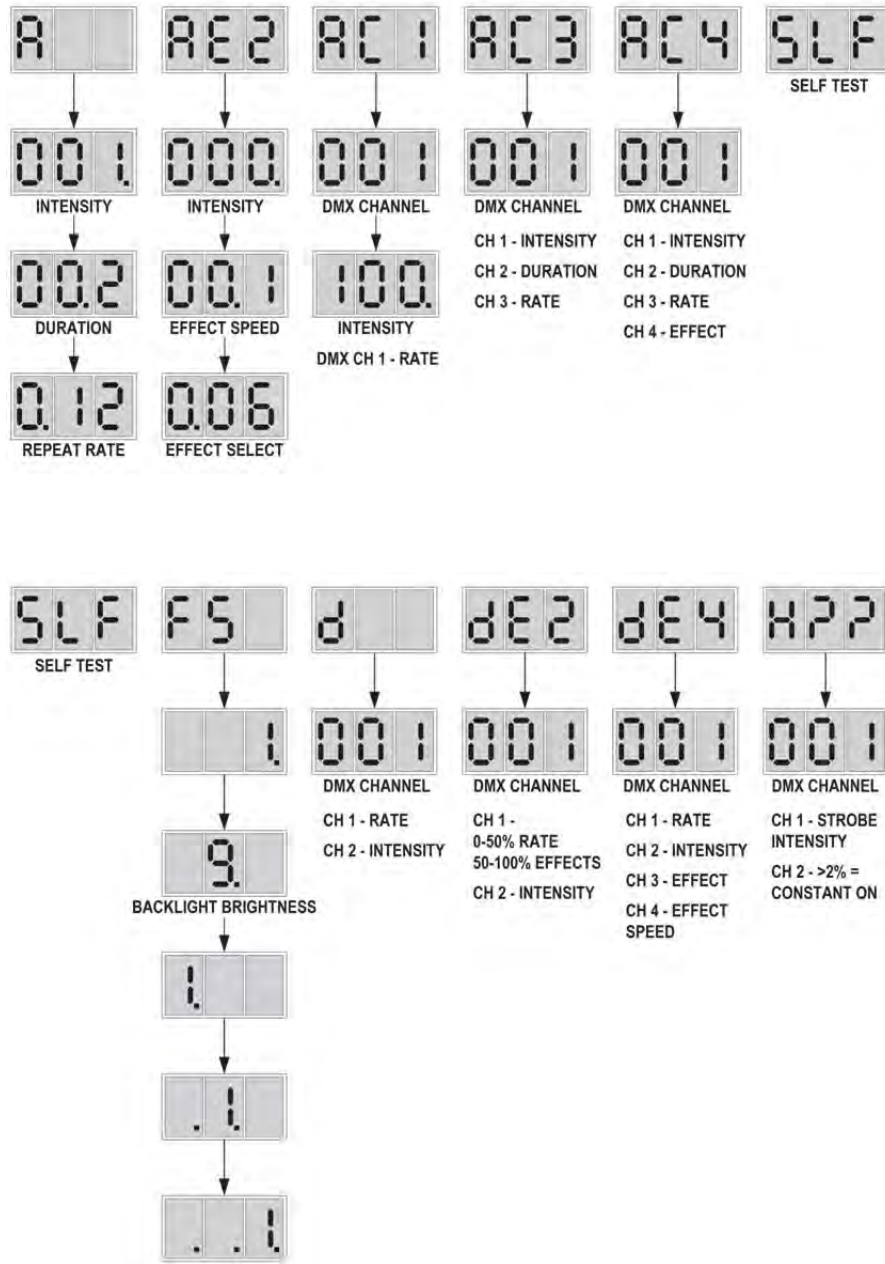 A AE2 AC1 AC3 AC4 SLF
SELF TEST
001. 000. 001 001 001
INTENSITY INTENSITY DMX CHANNEL DMX CHANNEL DMX CHANNEL
CH 1 - INTENSITY CH 1 - INTENSITY
CH 2 - DURATION CH 2 - DURATION
CH 3 - RATE CH 3 - RATE
CH 4 - EFFECT
00.2 00.1 100.
DURATION EFFECT SPEED INTENSITY
DMX CH 1 - RATE
0.12 0.06
REPEAT RATE EFFECT SELECT
SLF FS d dE2 dE4 H??
SELF TEST
1. 001 001 001 001
DMX CHANNEL DMX CHANNEL DMX CHANNEL DMX CHANNEL
CH 1 - RATE
CH 2 - INTENSITY
CH 1 -
0-50% RATE
50-100% EFFECTS
CH 2 - INTENSITY
CH 1 - RATE
CH 2 - INTENSITY
CH 3 - EFFECT
CH 4 - EFFECT
SPEED
CH 1 - STROBE
INTENSITY
CH 2 - >2% =
CONSTANT ON
9.
BACKLIGHT BRIGHTNESS
1.
.1.
. .1.